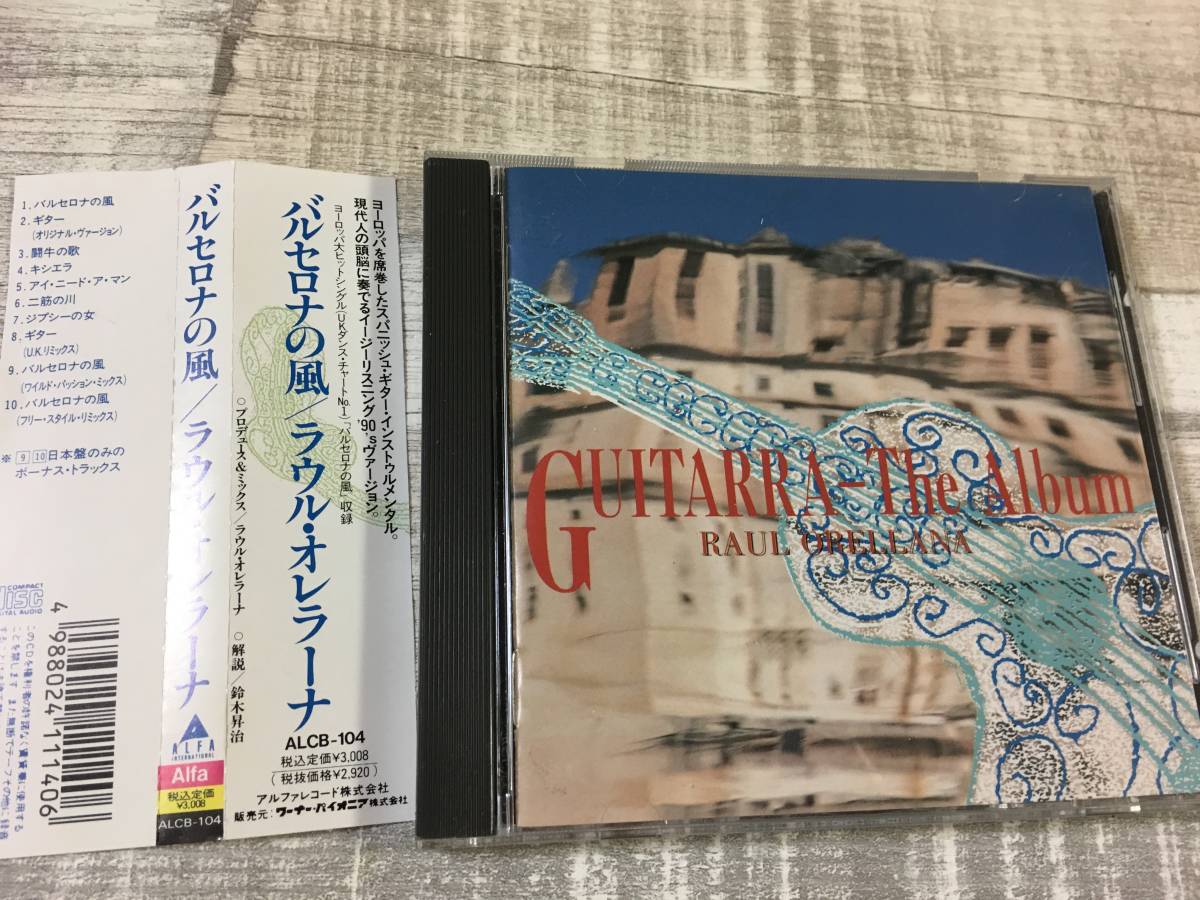 1. バルセロナの風
2. ギター
(オリジナル・ヴァージョン)
3. 闘牛の歌
4. キシエラ
5. アイ・ニード・ア・マン
6. 二筋の川
7. ジプシーの女
8. ギター
(U.K.リミックス)
9. バルセロナの風
(ワイルド・パッション・ミックス)
10. バルセロナの風
(フリー・スタイル・リミックス)
※ 9 10 日本盤のみの
ボーナス・トラックス
COMPACT
disc
DIGITAL AUDIO
4 988024 111406
バルセロナの風/ラウル・オレラーナ
ALFA
INTERNATIONAL
Alfa
税込定価
¥3,008
ALCB-104
ヨーロッパを席巻したスパニッシュ・ギター・インストゥルメンタル。
現代人の頭脳に奏でるイージーリスニング'90'sヴァージョン。
ヨーロッパ大ヒットシングル(UKダンス・チャートNo.1)「バルセロナの風」収録
バルセロナの風/ラウル・オレラーナ
○プロデュース&ミックス/ラウル・オレラーナ ○解説/鈴木昇治
ALCB-104
税込定価¥3,008
(税抜価格¥2,920)
アルファレコード株式会社
販売元:ワーナー・パイオニア株式会社
GUITARRA-The Album
RAUL ORELLANA